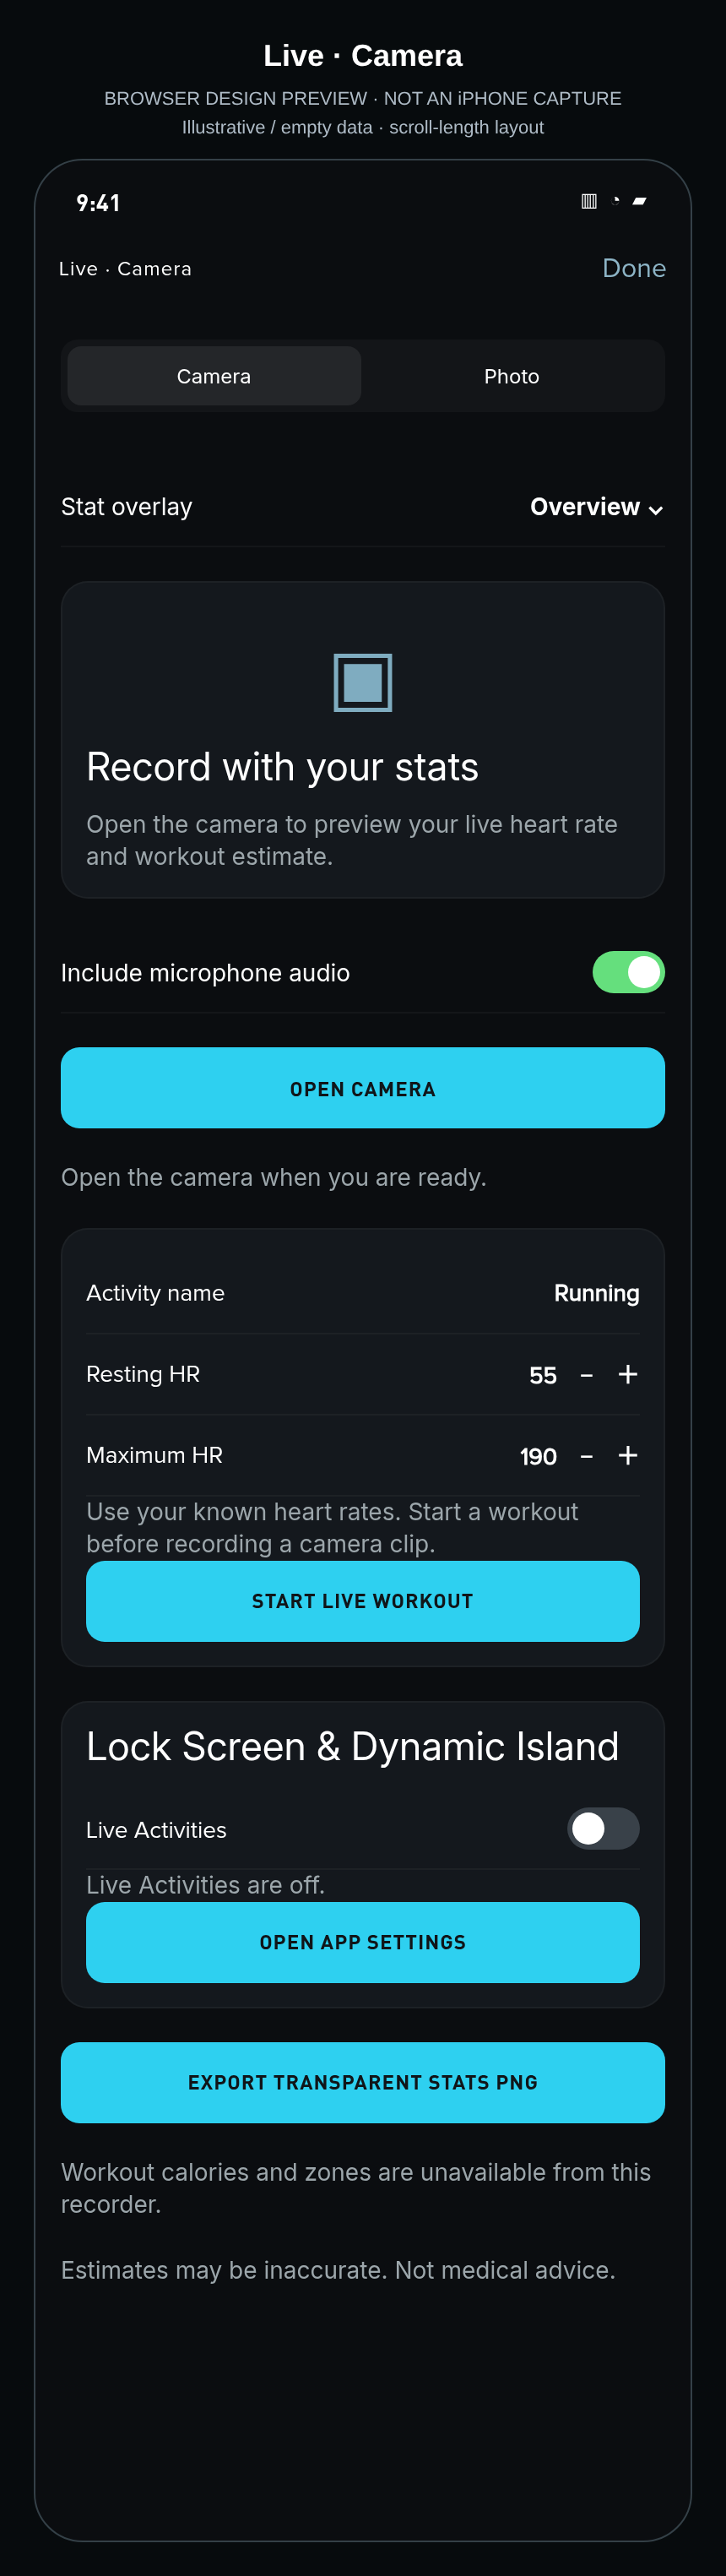 Live · Camera
BROWSER DESIGN PREVIEW · NOT AN iPHONE CAPTURE
Illustrative / empty data · scroll-length layout
9:41
Live · Camera
Done
Camera
Photo
Stat overlay
Overview
Record with your stats
Open the camera to preview your live heart rate
and workout estimate.
Include microphone audio
OPEN CAMERA
Open the camera when you are ready.
Activity name
Running
Resting HR
55 − +
Maximum HR
190 − +
Use your known heart rates. Start a workout
before recording a camera clip.
START LIVE WORKOUT
Lock Screen & Dynamic Island
Live Activities
Live Activities are off.
OPEN APP SETTINGS
EXPORT TRANSPARENT STATS PNG
Workout calories and zones are unavailable from this
recorder.
Estimates may be inaccurate. Not medical advice.